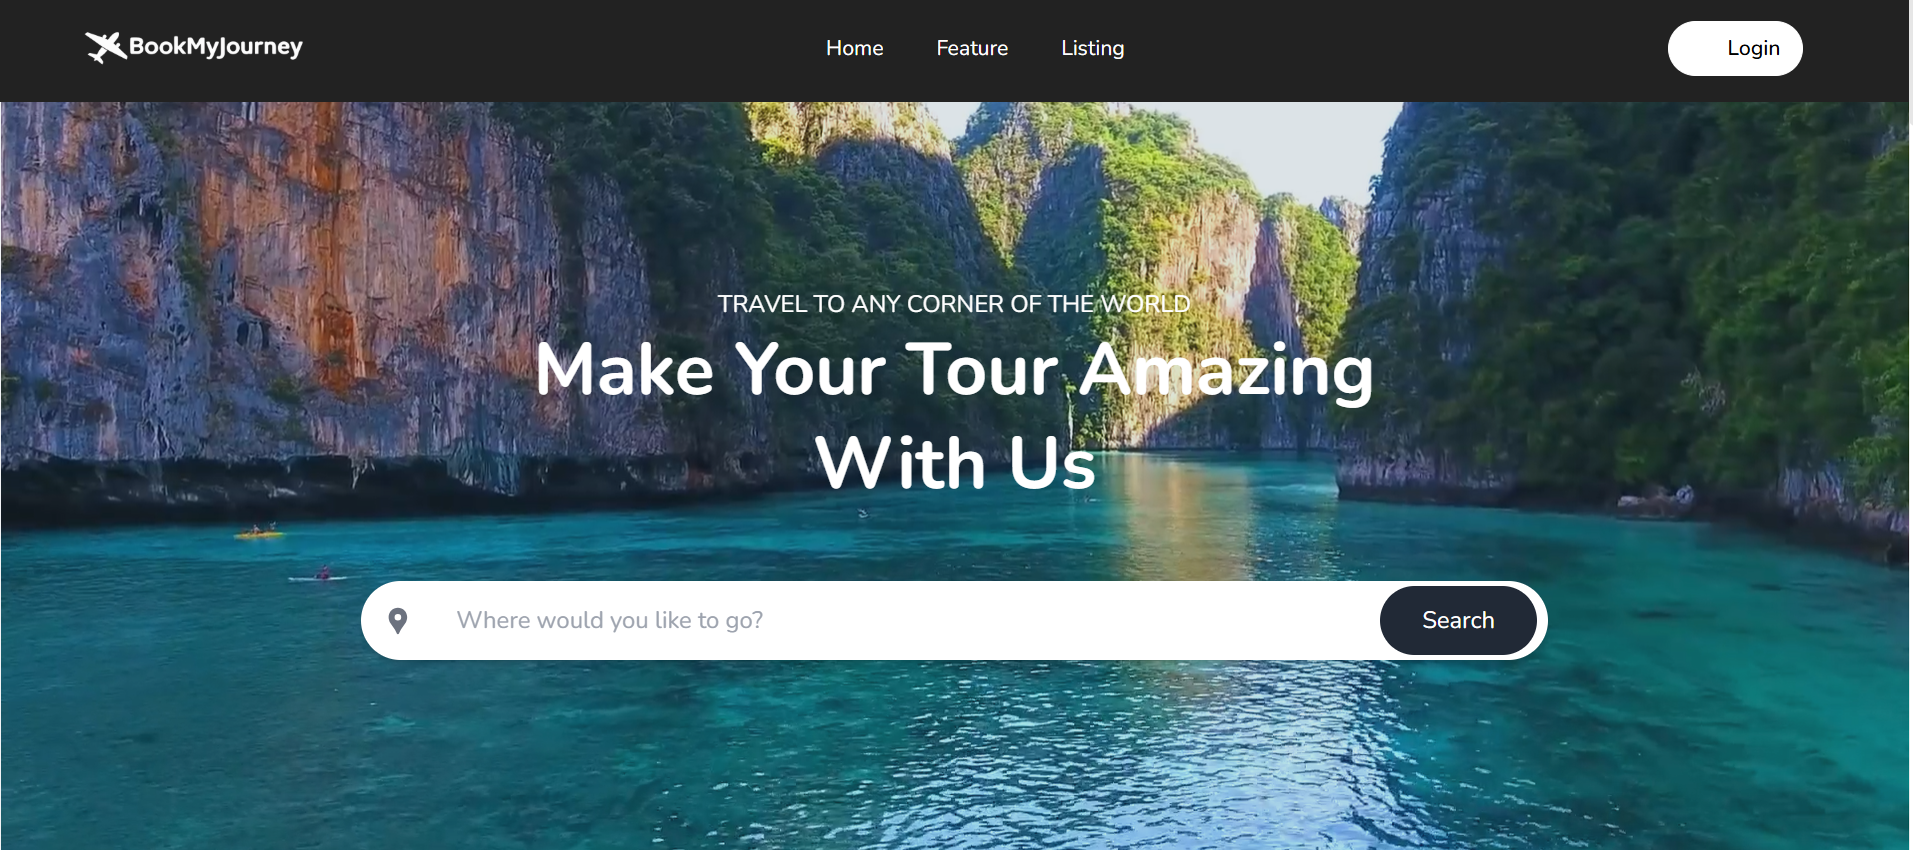 BookMyJourney
Home Feature Listing
Login
TRAVEL TO ANY CORNER OF THE WORLD
Make Your Tour Amazing
With Us
Where would you like to go?
Search